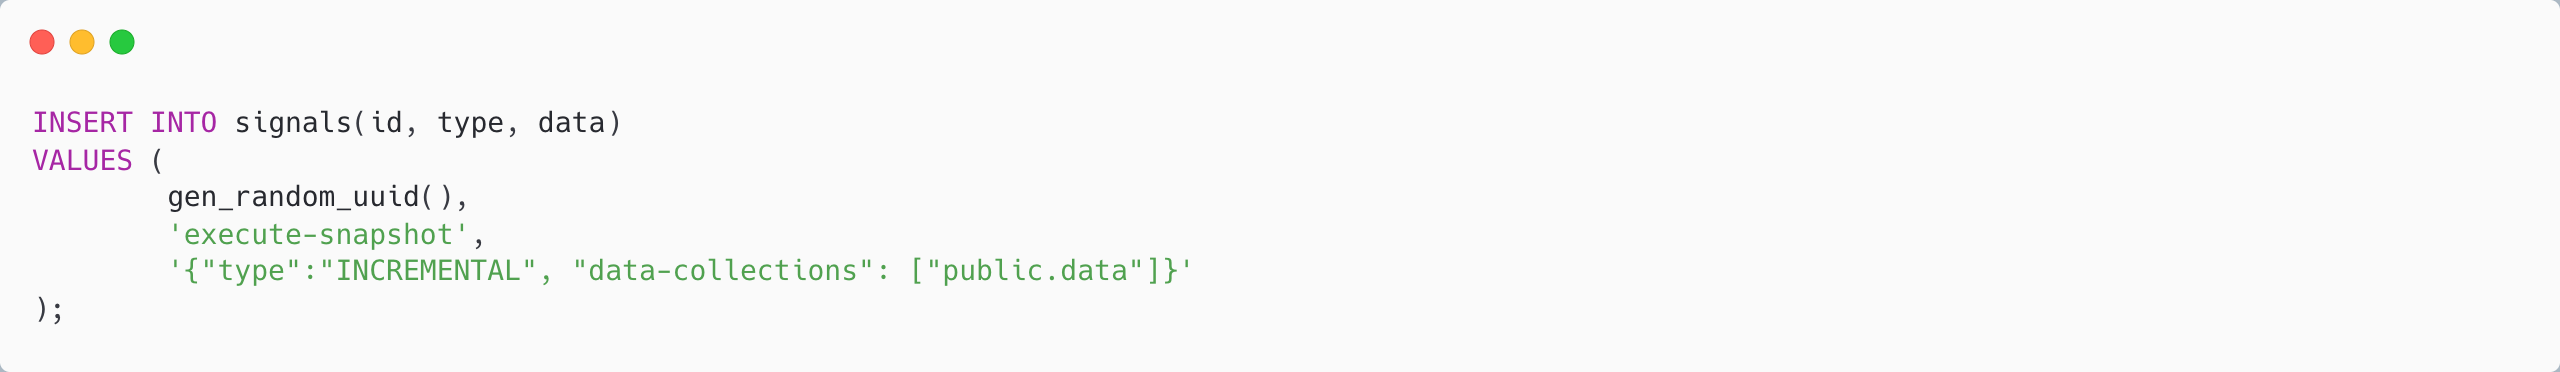 INSERT INTO signals(id, type, data)
VALUES (
        gen_random_uuid(),
        'execute-snapshot',
        '{"type":"INCREMENTAL", "data-collections": ["public.data"]}'
);